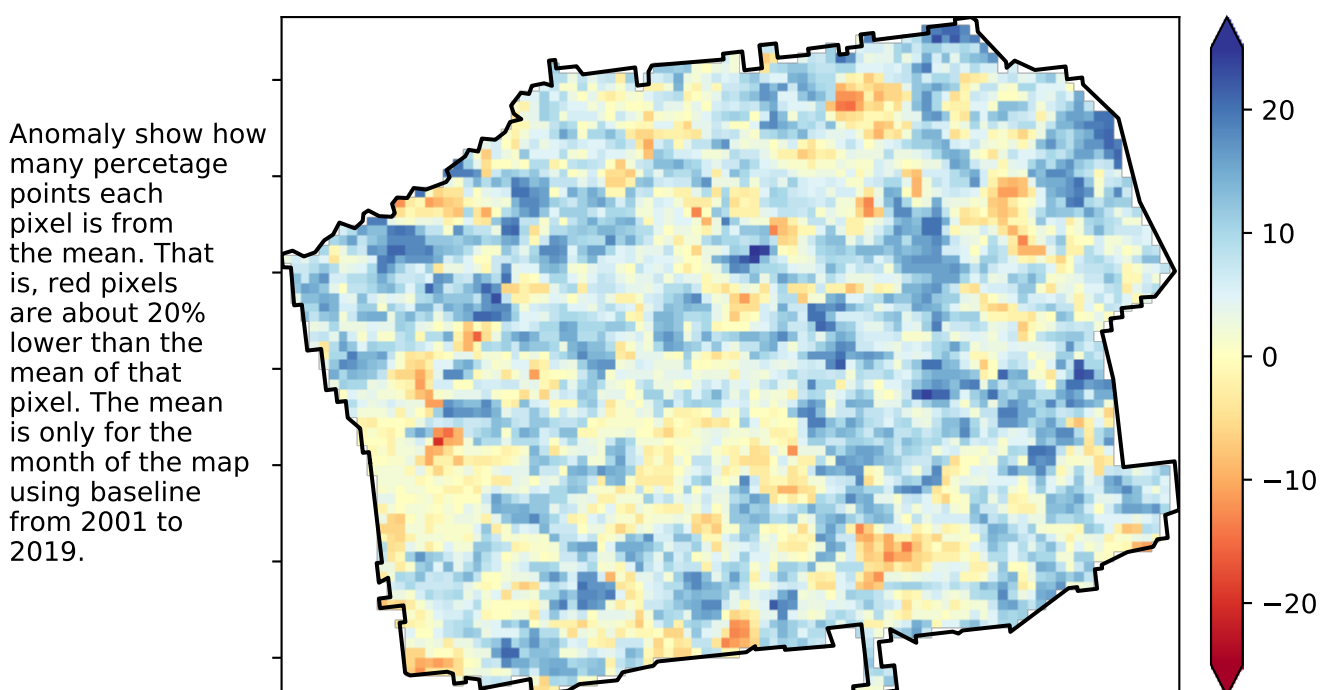 Anomaly show how
many percetage
points each
pixel is from
the mean. That
is, red pixels
are about 20%
lower than the
mean of that
pixel. The mean
is only for the
month of the map
using baseline
from 2001 to
2019.
20
10
0
−10
−20